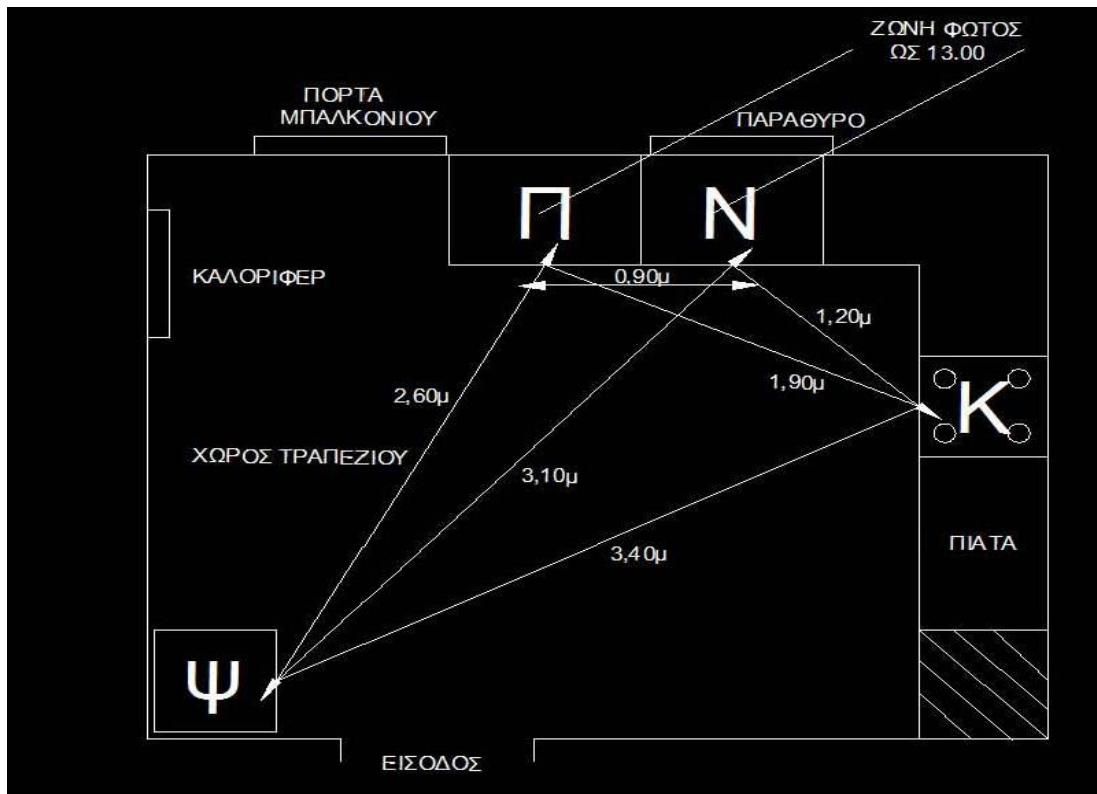 ΖΩΝΗ ΦΩΤΟΣ
ΩΣ 13.00
ΠΟΡΤΑ
ΜΠΑΛΚΟΝΙΟΥ
ΠΑΡΑΘΥΡΟ
Π
Ν
ΚΑΛΟΡΙΦΕΡ
0,90μ
1,20μ
1,90μ
2,60μ
Κ
ΧΩΡΟΣ ΤΡΑΠΕΖΙΟΥ
3,10μ
3,40μ
ΠΙΑΤΑ
Ψ
ΕΙΣΟΔΟΣ